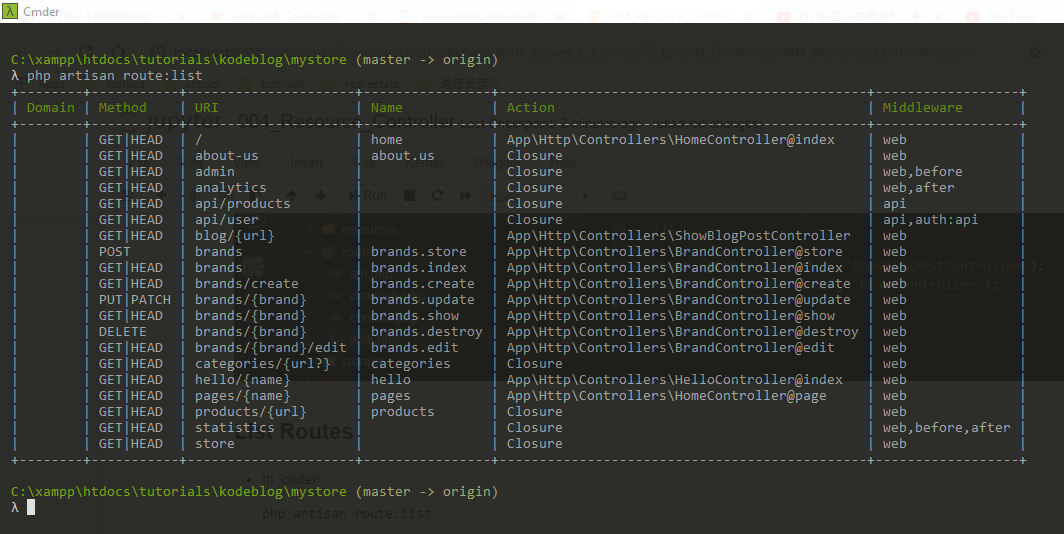 Cmder
C:\xampp\htdocs\tutorials\kodeblog\mystore (master -> origin)
λ php artisan route:list
+--------+-----------+---------------------+----------------+----------------------------------------------+------------------+
| Domain | Method | URI | Name | Action | Middleware |
+--------+-----------+---------------------+----------------+----------------------------------------------+------------------+
| | GET|HEAD | / | home | App\Http\Controllers\HomeController@index | web |
| | GET|HEAD | about-us | about.us | Closure | web |
| | GET|HEAD | admin | | Closure | web,before |
| | GET|HEAD | analytics | | Closure | web,after |
| | GET|HEAD | api/products | | Closure | api |
| | GET|HEAD | api/user | | Closure | api,auth:api |
| | GET|HEAD | blog/{url} | | App\Http\Controllers\ShowBlogPostController | web |
| | POST | brands | brands.store | App\Http\Controllers\BrandController@store | web |
| | GET|HEAD | brands | brands.index | App\Http\Controllers\BrandController@index | web |
| | GET|HEAD | brands/create | brands.create | App\Http\Controllers\BrandController@create | web |
| | PUT|PATCH | brands/{brand} | brands.update | App\Http\Controllers\BrandController@update | web |
| | GET|HEAD | brands/{brand} | brands.show | App\Http\Controllers\BrandController@show | web |
| | DELETE | brands/{brand} | brands.destroy | App\Http\Controllers\BrandController@destroy | web |
| | GET|HEAD | brands/{brand}/edit | brands.edit | App\Http\Controllers\BrandController@edit | web |
| | GET|HEAD | categories/{url?} | categories | Closure | web |
| | GET|HEAD | hello/{name} | hello | App\Http\Controllers\HelloController@index | web |
| | GET|HEAD | pages/{name} | pages | App\Http\Controllers\HomeController@page | web |
| | GET|HEAD | products/{url} | products | Closure | web |
| | GET|HEAD | statistics | | Closure | web,before,after |
| | GET|HEAD | store | | Closure | web |
+--------+-----------+---------------------+----------------+----------------------------------------------+------------------+
List Routes
In cmder
C:\xampp\htdocs\tutorials\kodeblog\mystore (master -> origin)
λ
php artisan route:list